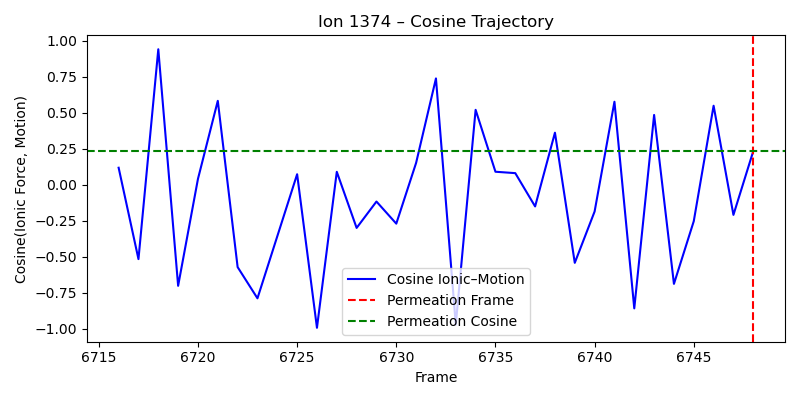 Ion 1374 – Cosine Trajectory
Cosine(Ionic Force, Motion)
1.00
0.75
0.50
0.25
0.00
−0.25
−0.50
−0.75
−1.00
Cosine Ionic–Motion
Permeation Frame
Permeation Cosine
6715 6720 6725 6730 6735 6740 6745
Frame